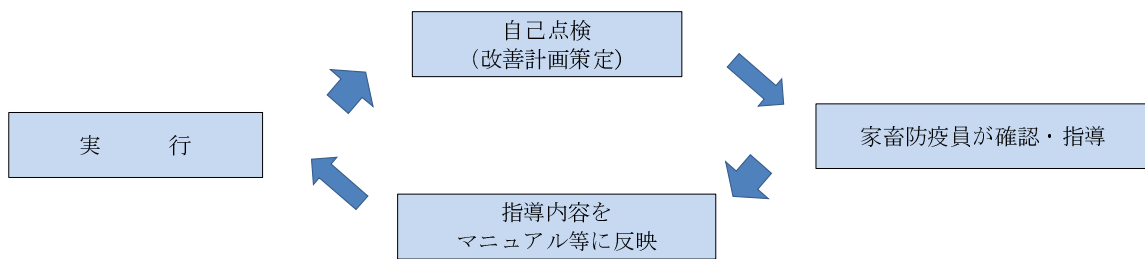 自己点検
（改善計画策定）
家畜防疫員が確認・指導
実　　　行
指導内容を
マニュアル等に反映